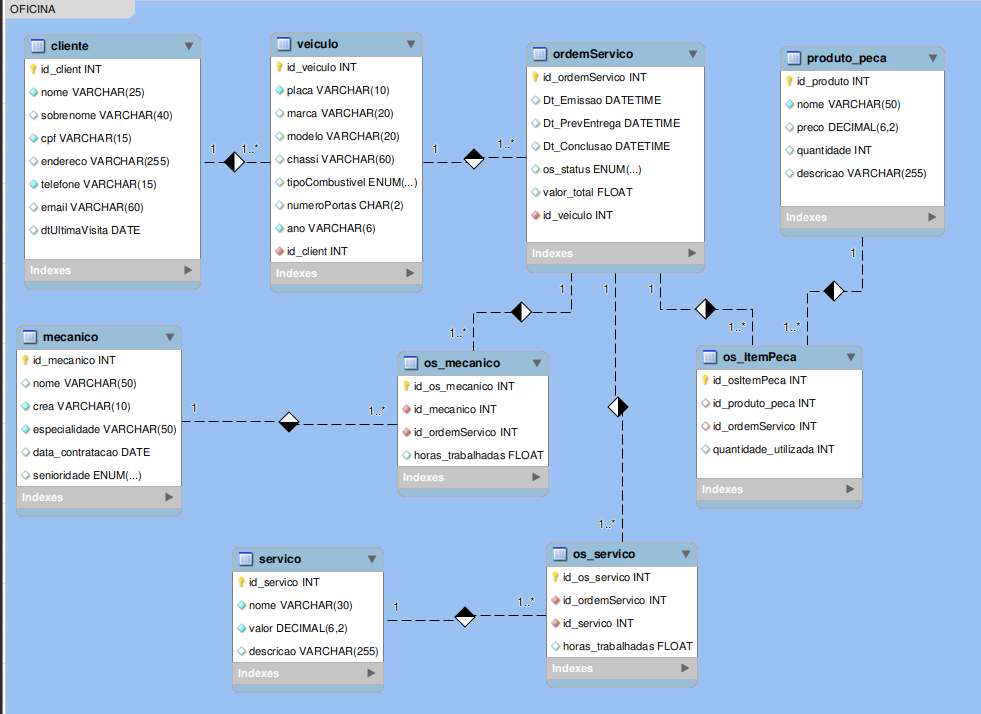 OFICINA
cliente
id_client INT
nome VARCHAR(25)
sobrenome VARCHAR(40)
cpf VARCHAR(15)
endereco VARCHAR(255)
telefone VARCHAR(15)
email VARCHAR(60)
dtUltimaVisita DATE
Indexes
1
1..*
veiculo
id_veiculo INT
placa VARCHAR(10)
marca VARCHAR(20)
modelo VARCHAR(20)
chassi VARCHAR(60)
tipoCombustivel ENUM(...)
numeroPortas CHAR(2)
ano VARCHAR(6)
id_client INT
Indexes
1
1..*
ordemServico
id_ordemServico INT
Dt_Emissao DATETIME
Dt_PrevEntrega DATETIME
Dt_Conclusao DATETIME
os_status ENUM(...)
valor_total FLOAT
id_veiculo INT
Indexes
produto_peca
id_produto INT
nome VARCHAR(50)
preco DECIMAL(6,2)
quantidade INT
descricao VARCHAR(255)
Indexes
1
1
1
1
1..*
1..*
1..*
mecanico
id_mecanico INT
nome VARCHAR(50)
crea VARCHAR(10)
especialidade VARCHAR(50)
data_contratacao DATE
senioridade ENUM(...)
Indexes
1
1..*
os_mecanico
id_os_mecanico INT
id_mecanico INT
id_ordemServico INT
horas_trabalhadas FLOAT
Indexes
os_ItemPeca
id_osItemPeca INT
id_produto_peca INT
id_ordemServico INT
quantidade_utilizada INT
Indexes
1..*
servico
id_servico INT
nome VARCHAR(30)
valor DECIMAL(6,2)
descricao VARCHAR(255)
Indexes
1
1..*
os_servico
id_os_servico INT
id_ordemServico INT
id_servico INT
horas_trabalhadas FLOAT
Indexes